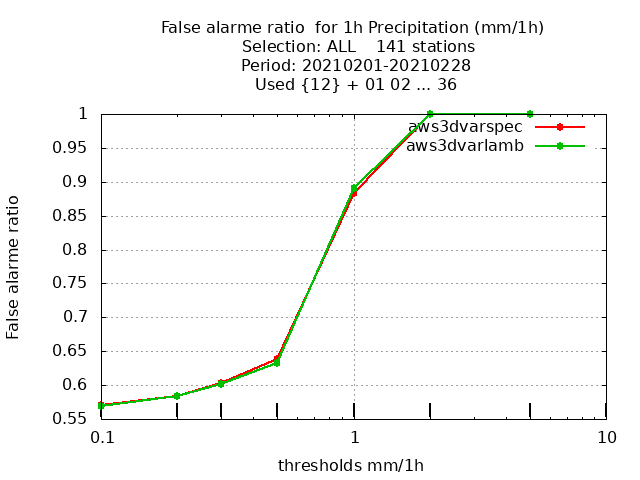 False alarme ratio  for 1h Precipitation (mm/1h)
Selection: ALL    141 stations
Period: 20210201-20210228
Used {12} + 01 02 ... 36
1
aws3dvarspec
aws3dvarlamb
0.95
0.9
0.85
0.8
0.75
0.7
0.65
0.6
0.55
False alarme ratio
0.1
1
10
thresholds mm/1h